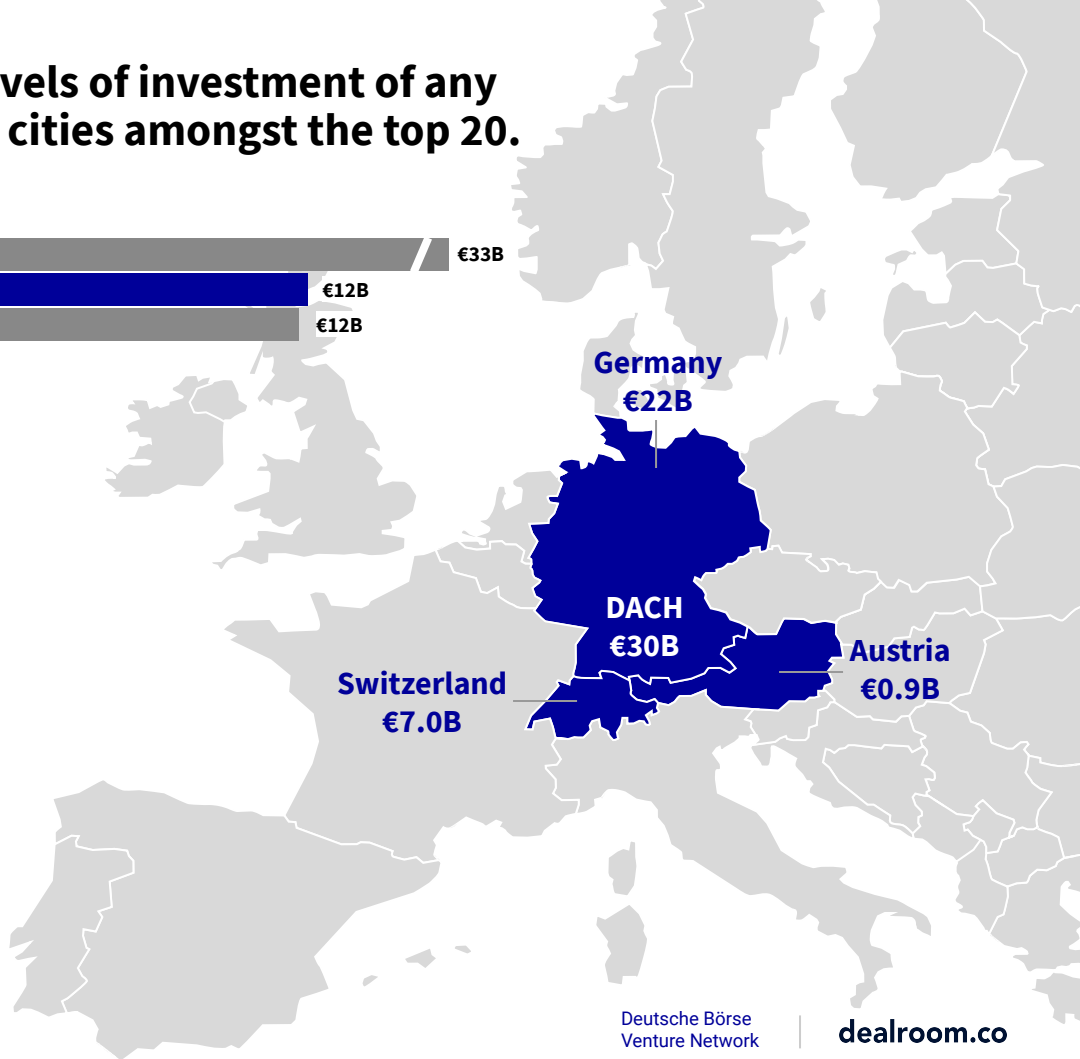 vels of investment of any
cities amongst the top 20.
€33B
€12B
€12B
Germany
€22B
DACH
€30B
Austria
€0.9B
Switzerland
€7.0B
Deutsche Börse
Venture Network
dealroom.co